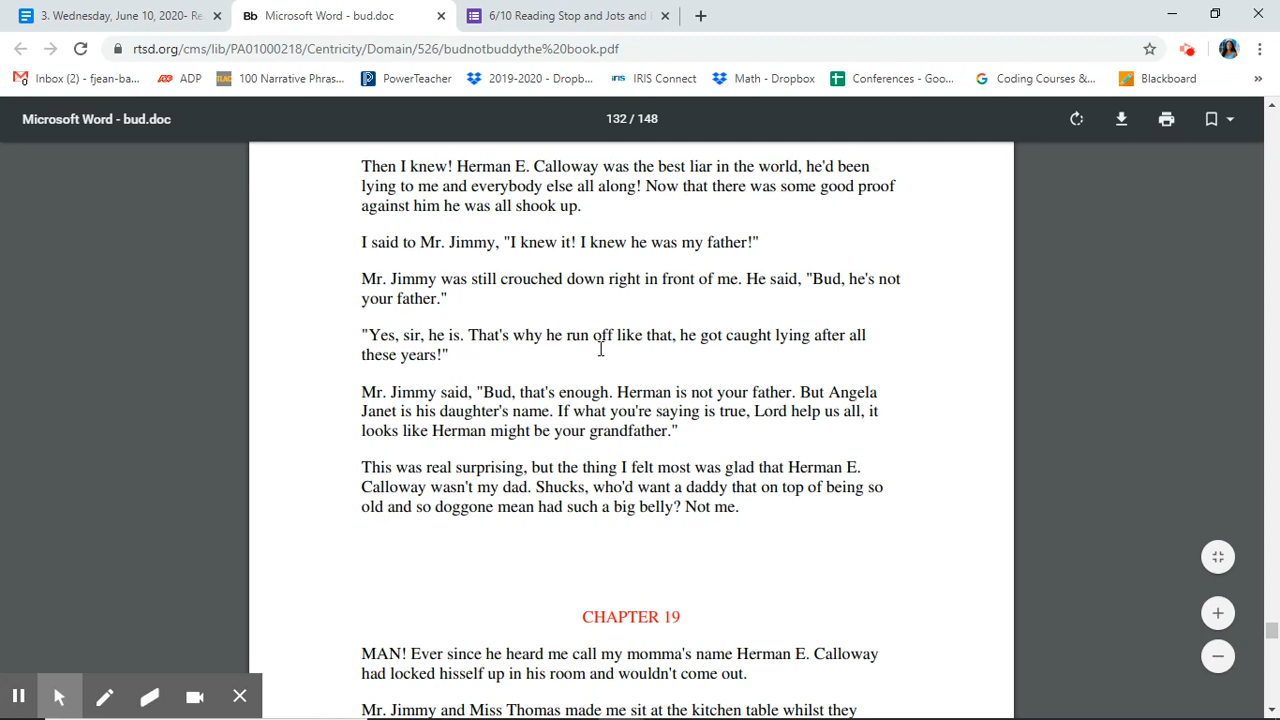 3. Wednesday, June 10, 2020- Re
Bb Microsoft Word - bud.doc
6/10 Reading Stop and Jots and
rtsd.org/cms/lib/PA01000218/Centricity/Domain/526/budnotbuddythe%20book.pdf
Inbox (2) - fjean-ba... ADP 100 Narrative Phras... PowerTeacher 2019-2020 - Dropb... IRIS Connect Math - Dropbox Conferences - Goo... Coding Courses &... Blackboard »
Microsoft Word - bud.doc 132 / 148
Then I knew! Herman E. Calloway was the best liar in the world, he'd been
lying to me and everybody else all along! Now that there was some good proof
against him he was all shook up.
I said to Mr. Jimmy, "I knew it! I knew he was my father!"
Mr. Jimmy was still crouched down right in front of me. He said, "Bud, he's not
your father."
"Yes, sir, he is. That's why he run off like that, he got caught lying after all
these years!"
Mr. Jimmy said, "Bud, that's enough. Herman is not your father. But Angela
Janet is his daughter's name. If what you're saying is true, Lord help us all, it
looks like Herman might be your grandfather."
This was real surprising, but the thing I felt most was glad that Herman E.
Calloway wasn't my dad. Shucks, who'd want a daddy that on top of being so
old and so doggone mean had such a big belly? Not me.
CHAPTER 19
MAN! Ever since he heard me call my momma's name Herman E. Calloway
had locked hisself up in his room and wouldn't come out.
Mr. Jimmy and Miss Thomas made me sit at the kitchen table whilst they